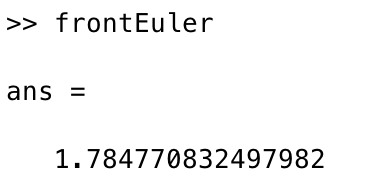 >> frontEuler
ans =
1.784770832497982